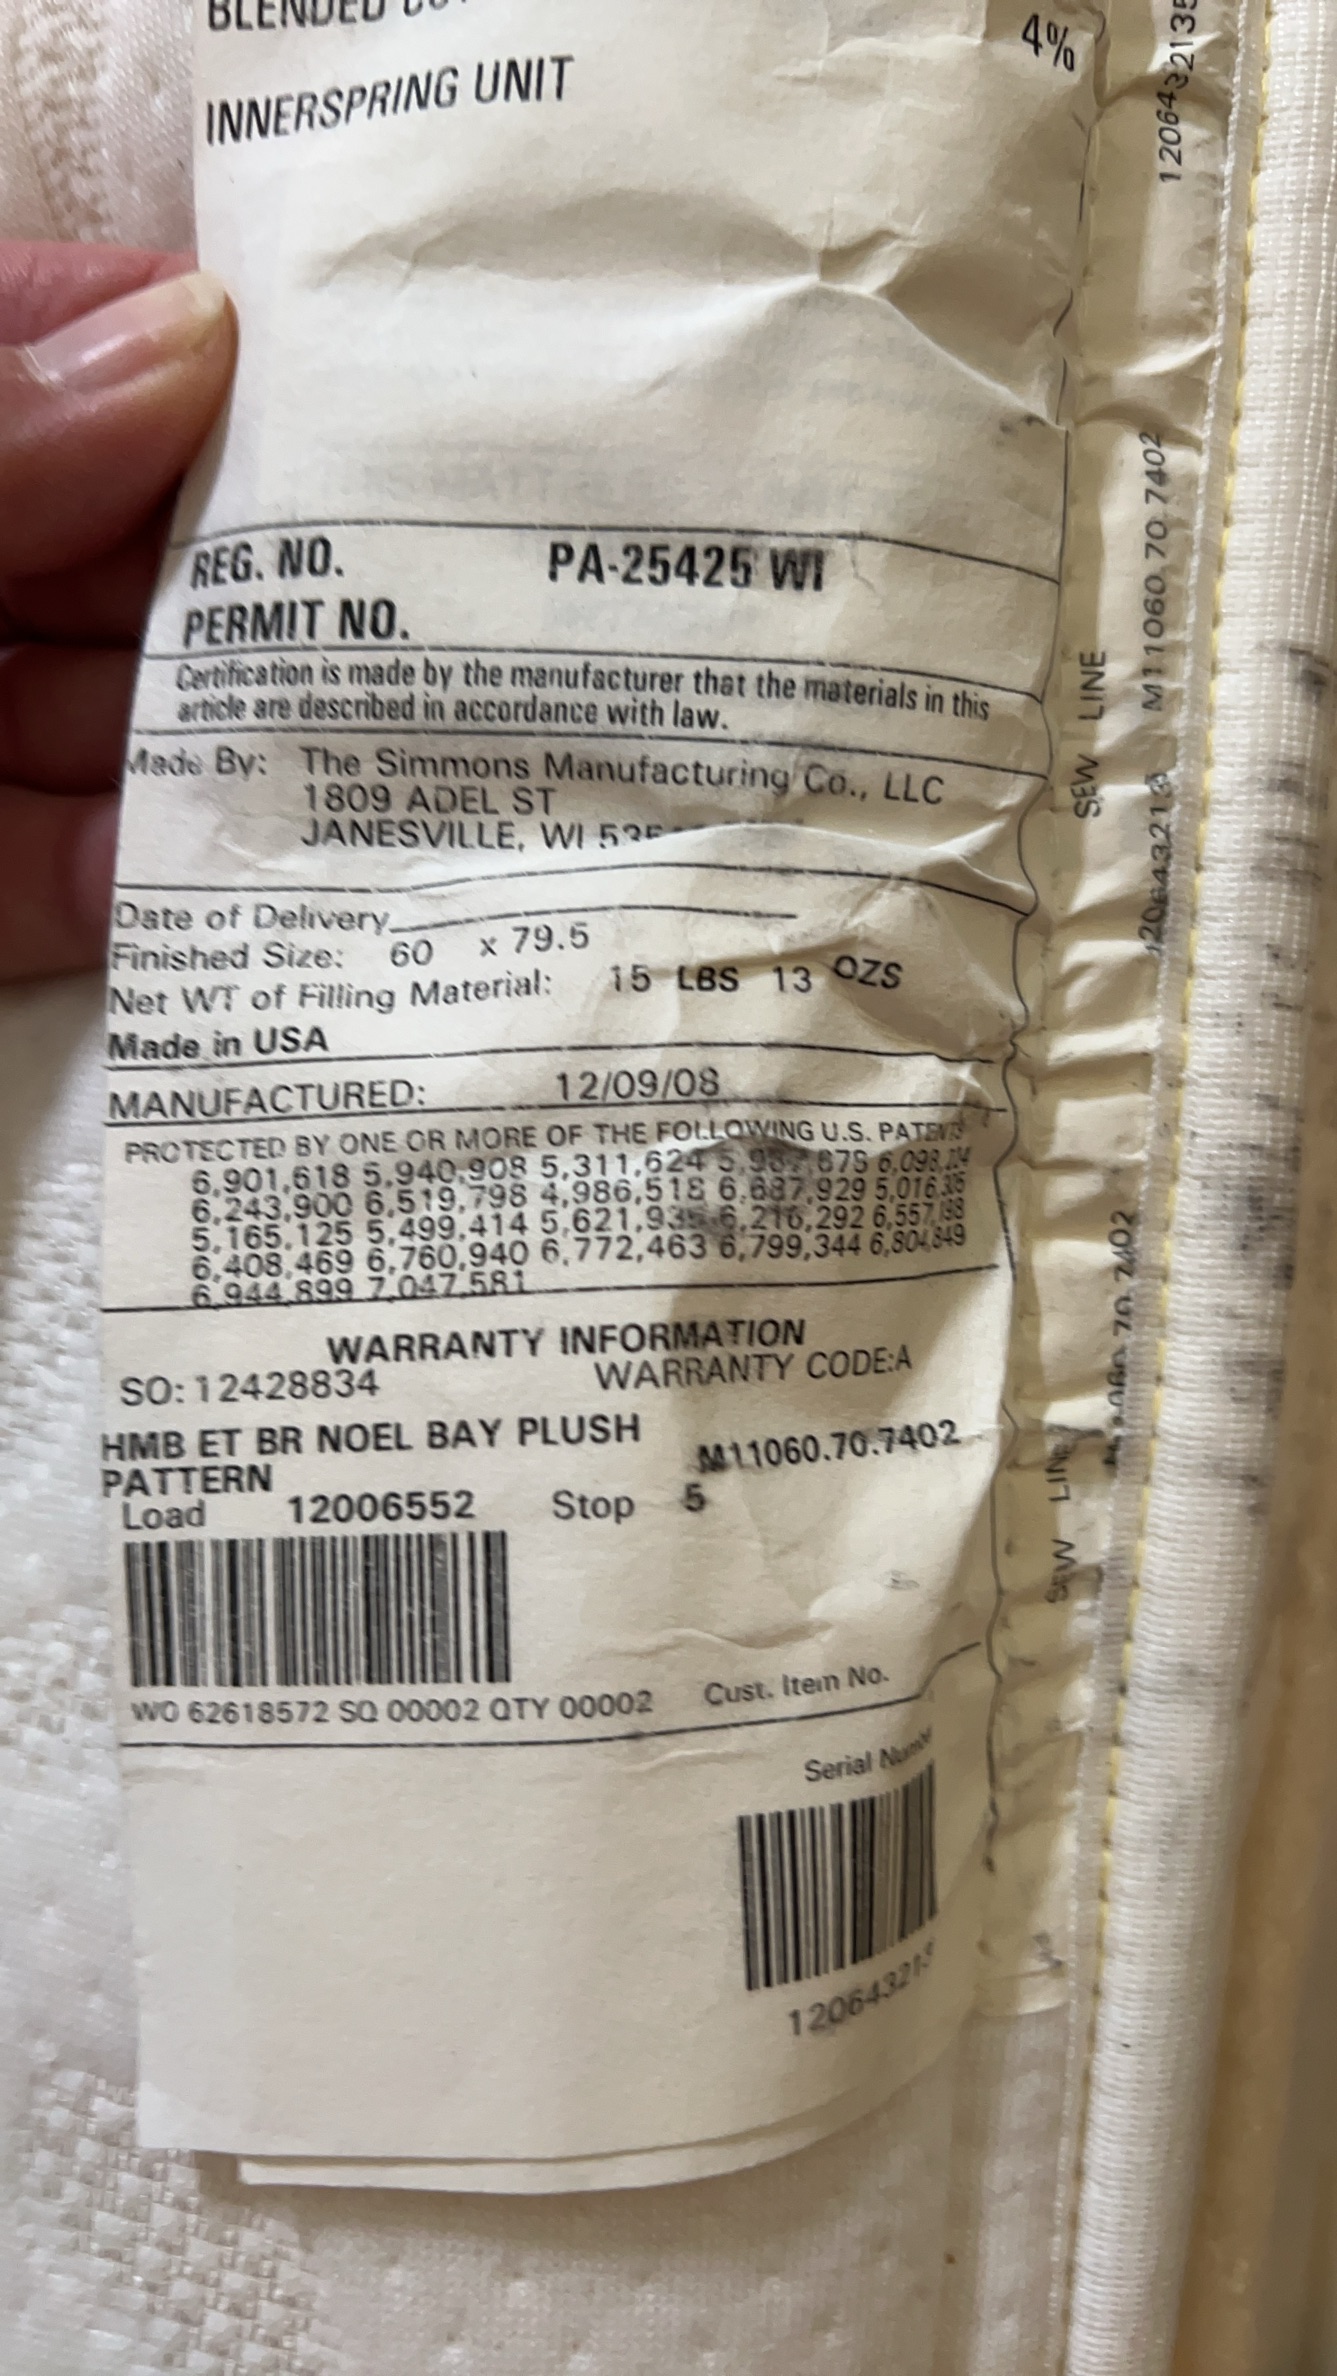 BLENDED
4%
INNERSPRING UNIT
REG. NO. PA-25425 WI
PERMIT NO.
Certification is made by the manufacturer that the materials in this
article are described in accordance with law.
Made By: The Simmons Manufacturing Co., LLC
1809 ADEL ST
JANESVILLE, WI
Date of Delivery
Finished Size: 60 x 79.5
Net WT of Filling Material: 15 LBS 13 OZS
Made in USA
MANUFACTURED: 12/09/08
PROTECTED BY ONE OR MORE OF THE FOLLOWING U.S. PATENTS
6,901,618 5,940,908 5,311,624
6,243,900 6,519,798 4,986,518 6,687,929
5,165,125 5,499,414 6,216,292
6,408,469 6,760,940 6,772,463 6,799,344 6,804,849
6,944,899 7,047,581
WARRANTY INFORMATION
SO: 12428834 WARRANTY CODE:A
HMB ET BR NOEL BAY PLUSH M11060.70.7402
PATTERN
Load 12006552 Stop 5
WO 62618572 SQ 00002 QTY 00002 Cust. Item No.
Serial
SEW LINE
M11060.70.7402
SEW LINE